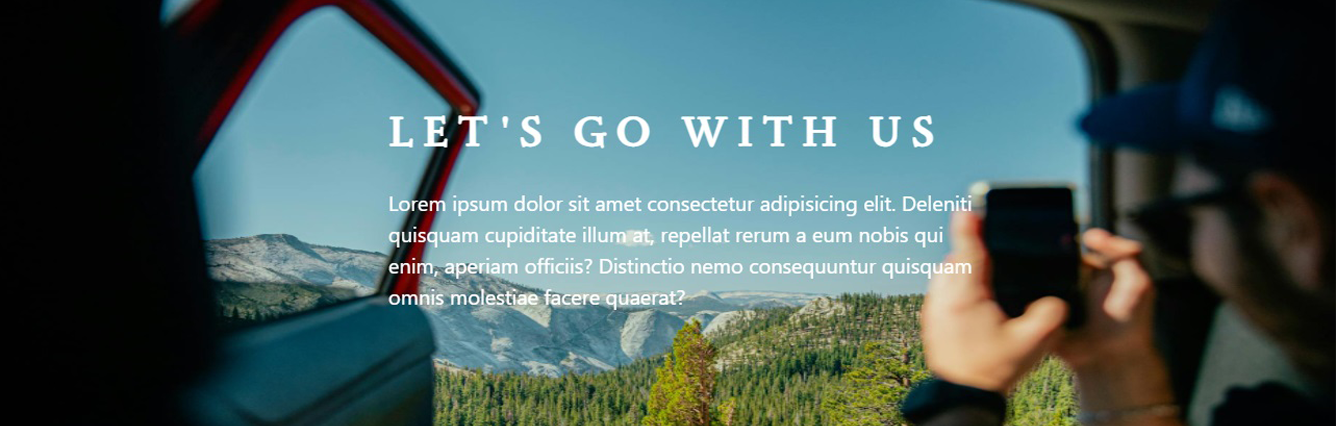 LET'S GO WITH US
Lorem ipsum dolor sit amet consectetur adipisicing elit. Deleniti
quisquam cupiditate illum at, repellat rerum a eum nobis qui
enim, aperiam officiis? Distinctio nemo consequuntur quisquam
omnis molestiae facere quaerat?